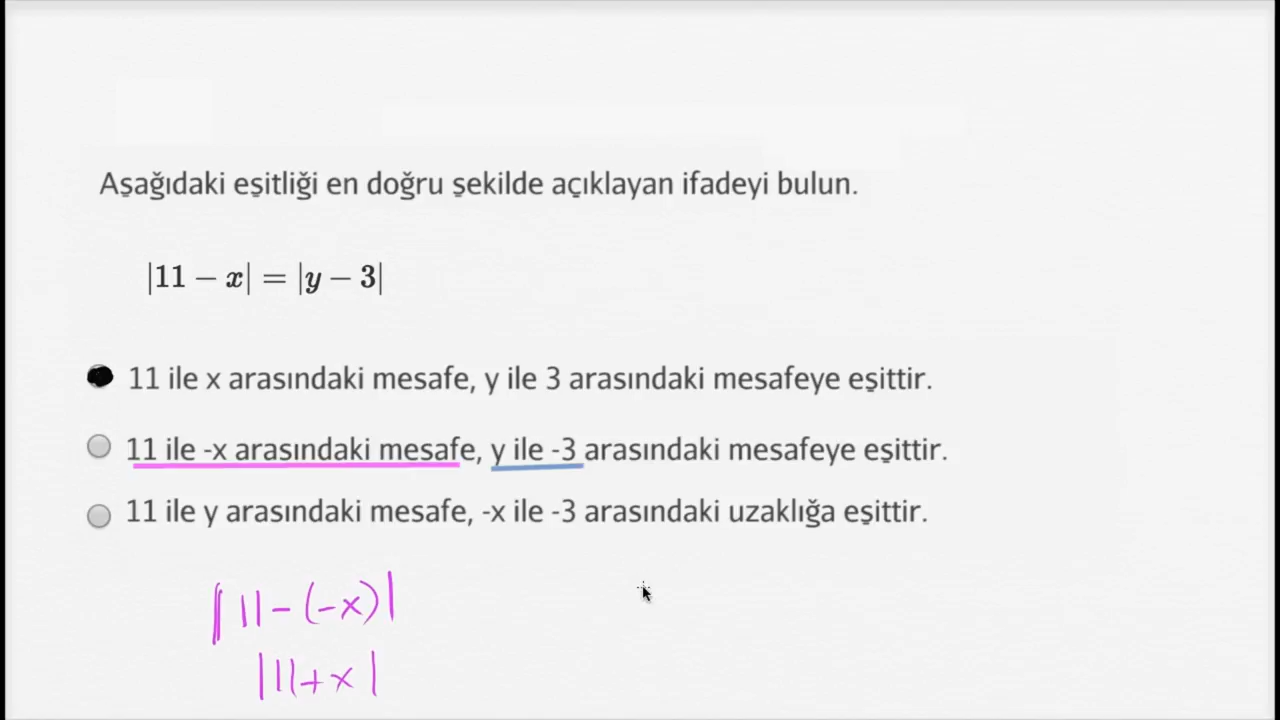 Aşağıdaki eşitliği en doğru şekilde açıklayan ifadeyi bulun.
|11 − x| = |y − 3|
11 ile x arasındaki mesafe, y ile 3 arasındaki mesafeye eşittir.
11 ile -x arasındaki mesafe, y ile -3 arasındaki mesafeye eşittir.
11 ile y arasındaki mesafe, -x ile -3 arasındaki uzaklığa eşittir.
|11-(-x)|
|11+x|